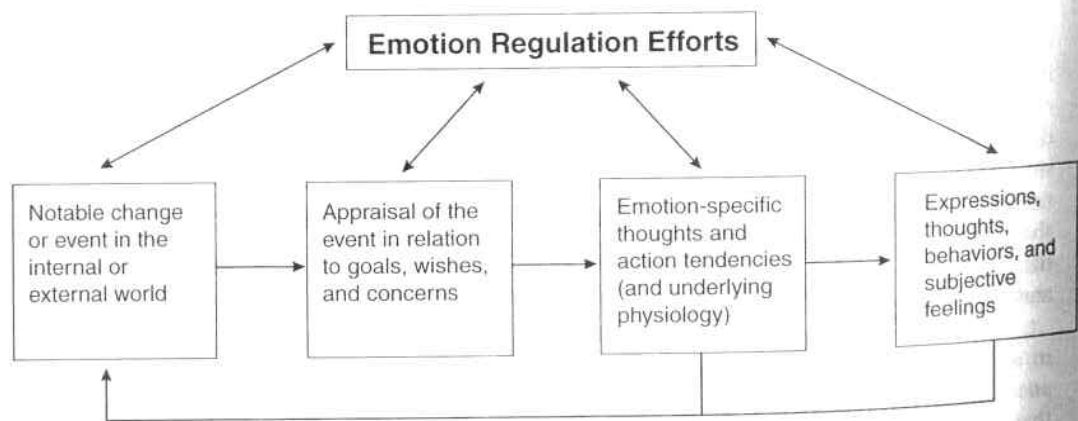 Emotion Regulation Efforts
Notable change
or event in the
internal or
external world
Appraisal of the
event in relation
to goals, wishes,
and concerns
Emotion-specific
thoughts and
action tendencies
(and underlying
physiology)
Expressions,
thoughts,
behaviors, and
subjective
feelings